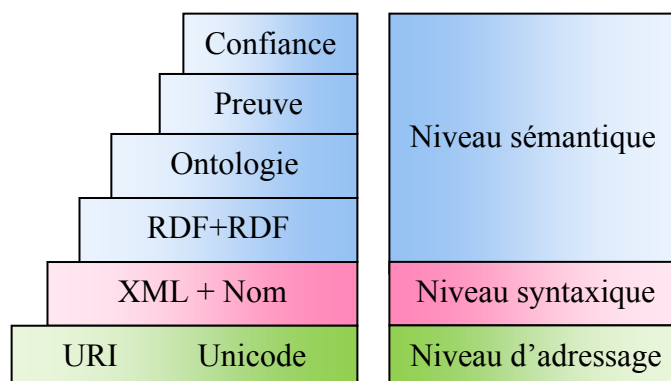 Confiance
Preuve
Ontologie
RDF+RDF
XML + Nom
URI Unicode
Niveau sémantique
Niveau syntaxique
Niveau d’adressage